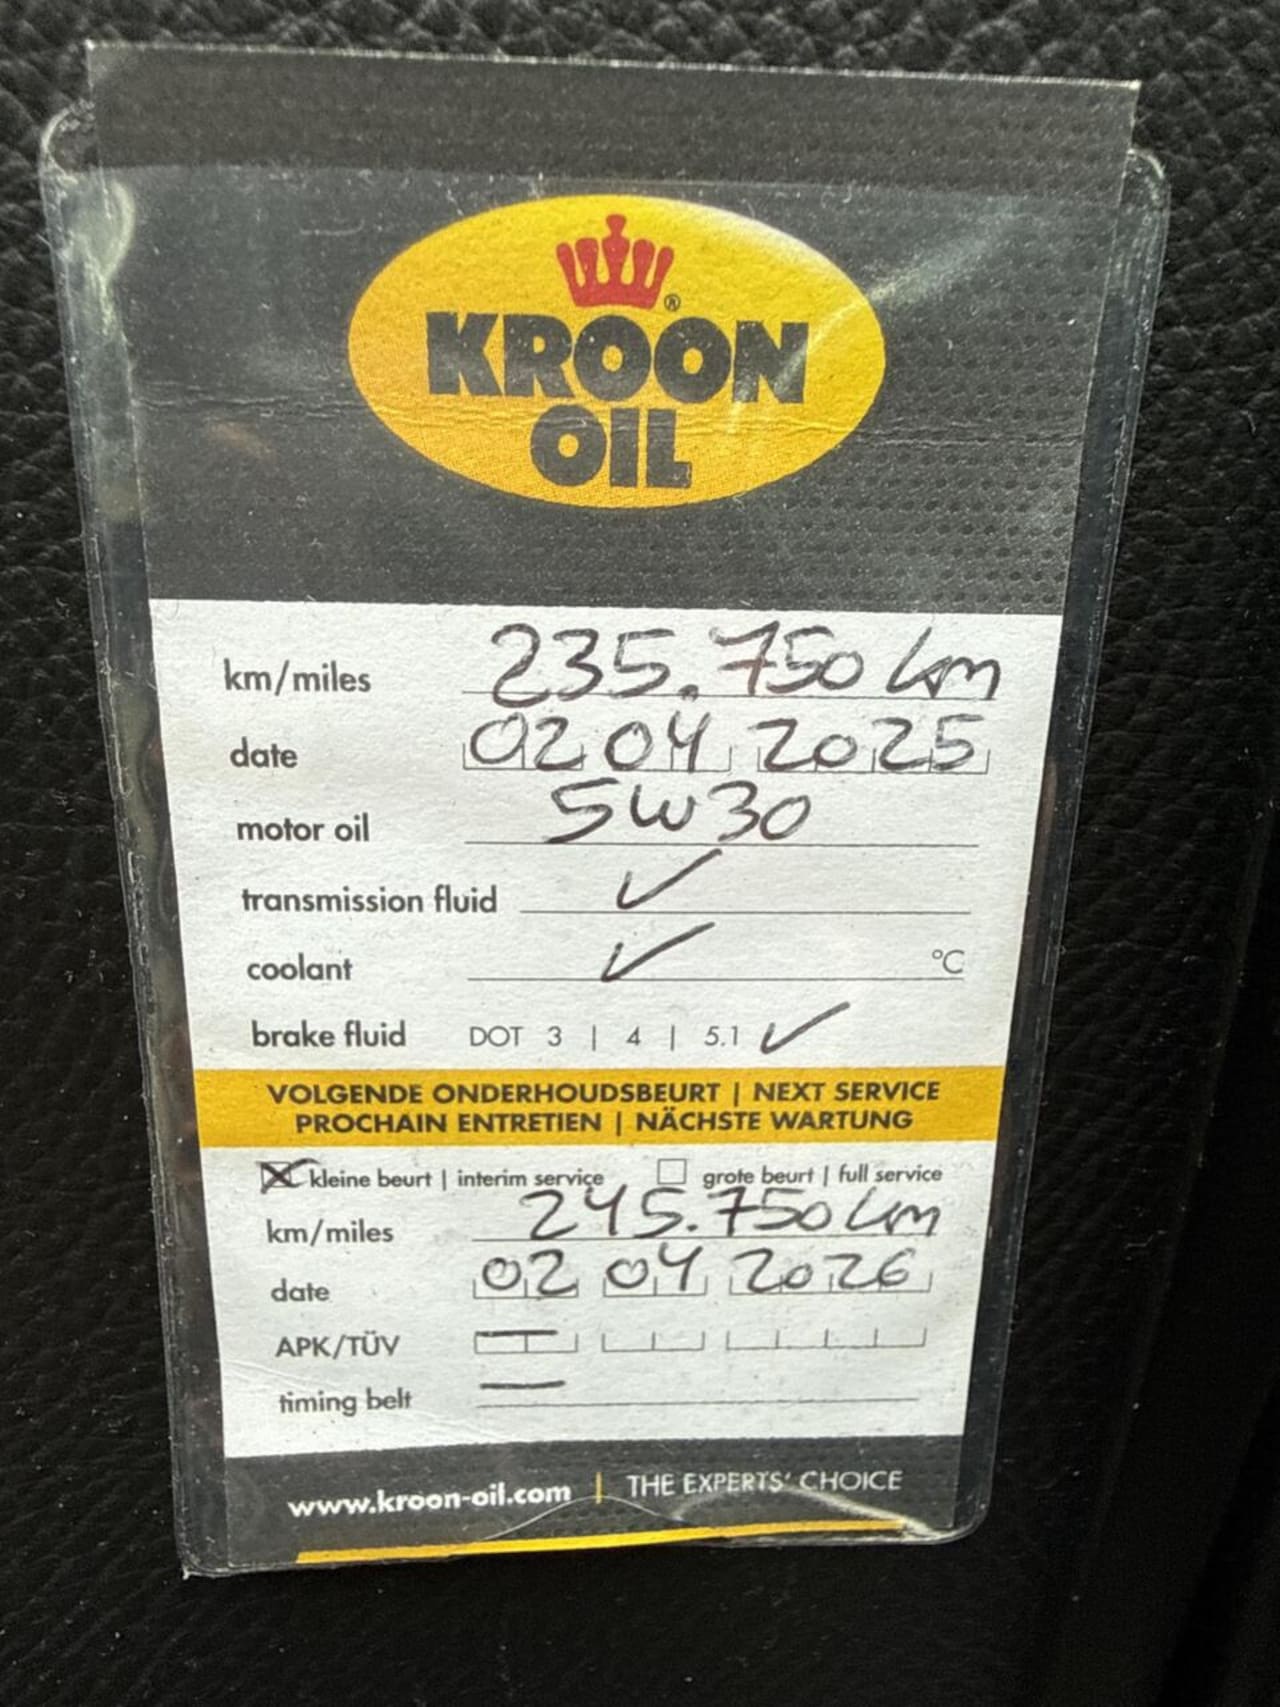 KROON
OIL
®
km/miles 235.750 km
date 02 04 2025
motor oil 5W30
transmission fluid ✓
coolant ✓ °C
brake fluid DOT 3 | 4 | 5.1 ✓
VOLGENDE ONDERHOUDSBEURT | NEXT SERVICE
PROCHAIN ENTRETIEN | NÄCHSTE WARTUNG
☒ kleine beurt | interim service ☐ grote beurt | full service
km/miles 245.750 km
date 02 04 2026
APK/TÜV —
timing belt —
www.kroon-oil.com | THE EXPERTS' CHOICE